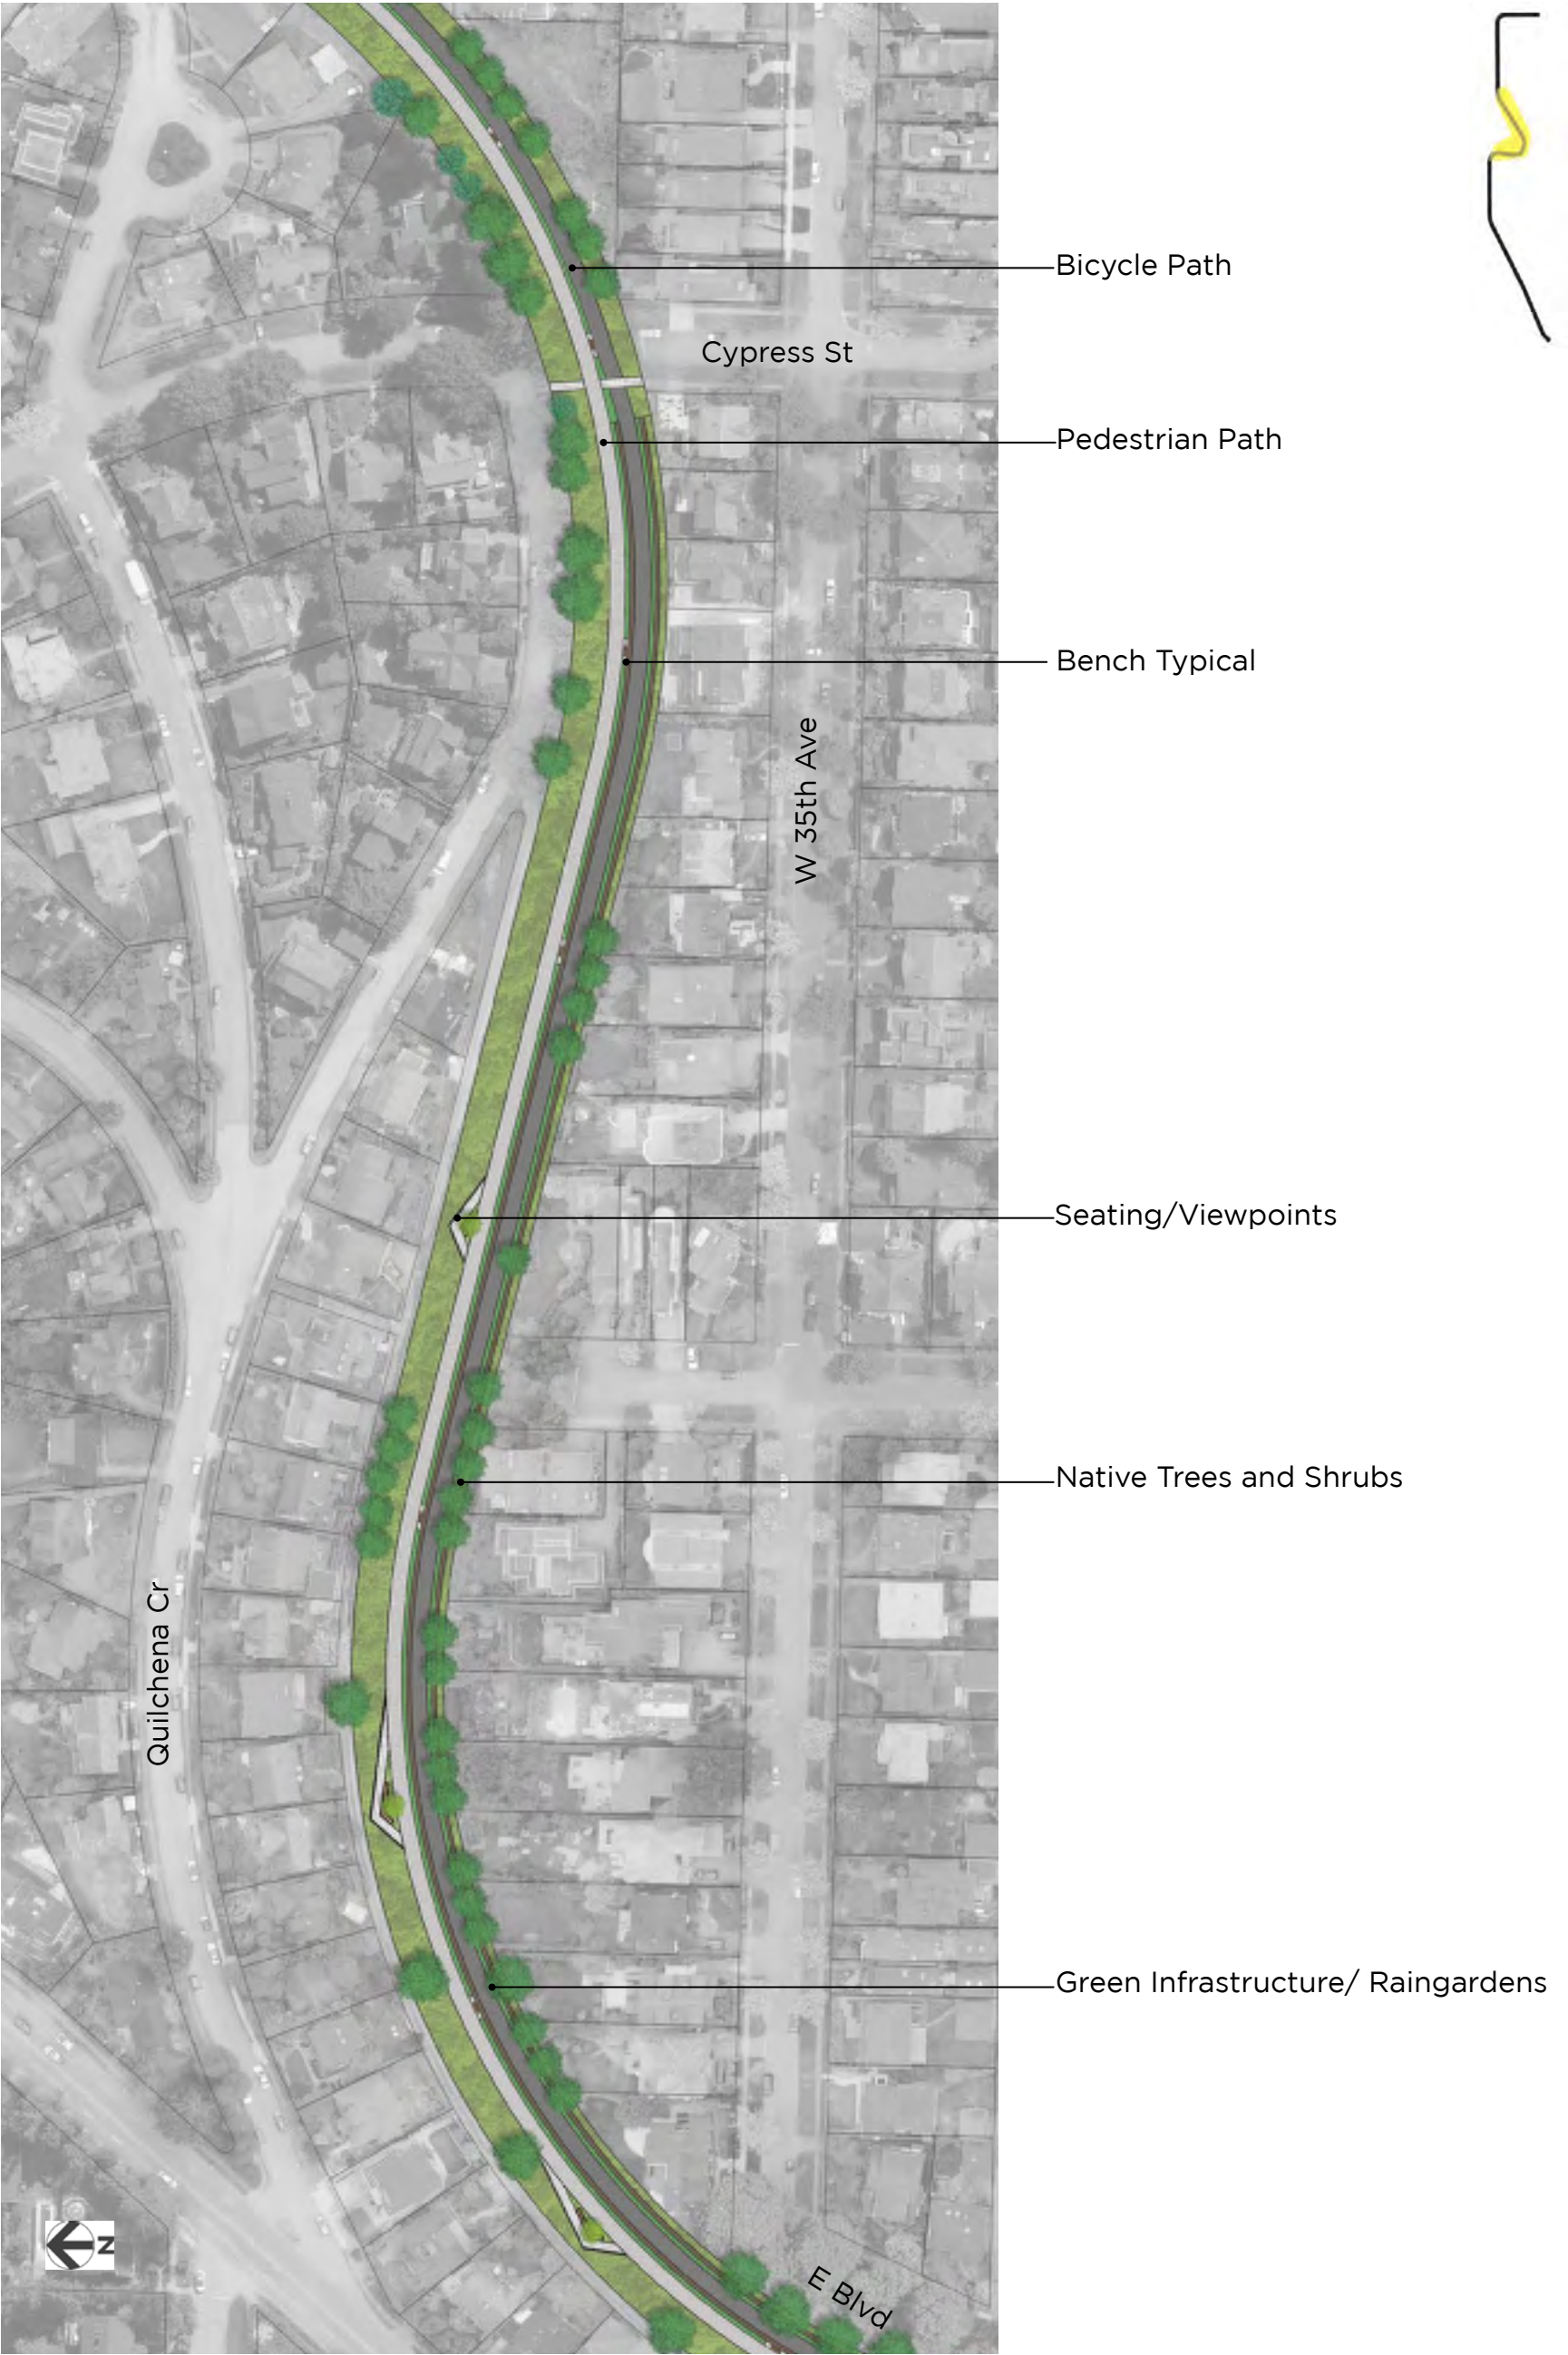 Bicycle Path
Cypress St
Pedestrian Path
Bench Typical
W 35th Ave
Seating/Viewpoints
Native Trees and Shrubs
Quilchena Cr
Green Infrastructure/ Raingardens
N
E Blvd